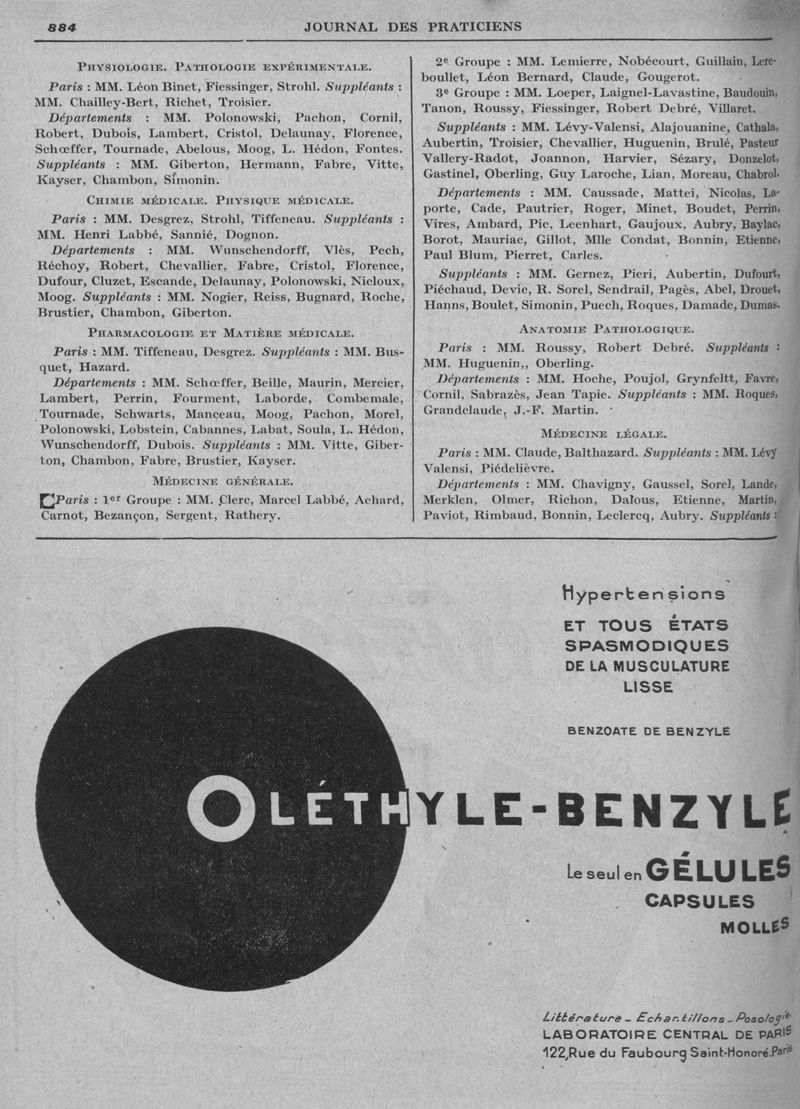 884
JOURNAL DES PRATICIENS
Physiologie. Pathologie expérimentale.
Paris : MM. Léon Binet, Fiessinger, Strohl. Suppléants :
MM. Chailley-Bert, Richet, Troisier.
Départements : MM. Polonowski, Pachon, Cornil,
Robert, Dubois, Lambert, Cristol, Delaunay, Florence,
Schœffer, Tournade, Abelous, Moog, L. Hédon, Fontes.
Suppléants : MM. Giberton, Hermann, Fabre, Vitte,
Kayser, Chambon, Simonin.
Chimie médicale. Physique médicale.
Paris : MM. Desgrez, Strohl, Tiffeneau. Suppléants :
MM. Henri Labbé, Sannié, Dognon.
Départements : MM. Wunschendorff, Vlès, Pech,
Réchoy, Robert, Chevallier, Fabre, Cristol, Florence,
Dufour, Cluzet, Escande, Delaunay, Polonowski, Nicloux,
Moog. Suppléants : MM. Nogier, Reiss, Bugnard, Roche,
Brustier, Chambon, Giberton.
Pharmacologie et Matière médicale.
Paris : MM. Tiffeneau, Desgrez. Suppléants : MM. Bus-
quet, Hazard.
Départements : MM. Schœffer, Beille, Maurin, Mercier,
Lambert, Perrin, Fourment, Laborde, Combemale,
Tournade, Schwarts, Manceau, Moog, Pachon, Morel,
Polonowski, Lobstein, Cabannes, Labat, Soula, L. Hédon,
Wunschendorff, Dubois. Suppléants : MM. Vitte, Giber-
ton, Chambon, Fabre, Brustier, Kayser.
Médecine générale.
Paris : 1er Groupe : MM. Clerc, Marcel Labbé, Achard,
Carnot, Bezançon, Sergent, Rathery.
2e Groupe : MM. Lemierre, Nobécourt, Guillain, Lere-
boullet, Léon Bernard, Claude, Gougerot.
3e Groupe : MM. Loeper, Laignel-Lavastine, Baudouin,
Tanon, Roussy, Fiessinger, Robert Debré, Villaret.
Suppléants : MM. Lévy-Valensi, Alajouanine, Cathala,
Aubertin, Troisier, Chevallier, Huguenin, Brulé, Pasteur
Vallery-Radot, Joannon, Harvier, Sézary, Donzelot,
Gastinel, Oberling, Guy Laroche, Lian, Moreau, Chabrol.
Départements : MM. Caussade, Mattei, Nicolas, La-
porte, Cade, Pautrier, Roger, Minet, Boudet, Perrin,
Vires, Ambard, Pic, Leenhart, Gaujoux, Aubry, Baylac,
Borot, Mauriac, Gillot, Mlle Condat, Bonnin, Etienne,
Paul Blum, Pierret, Carles.
Suppléants : MM. Gernez, Pieri, Aubertin, Dufourt,
Piéchaud, Devic, R. Sorel, Sendrail, Pagès, Abel, Drouet,
Hanns, Boulet, Simonin, Puech, Roques, Damade, Dumas.
Anatomie Pathologique.
Paris : MM. Roussy, Robert Debré. Suppléants :
MM. Huguenin,, Oberling.
Départements : MM. Hoche, Poujol, Grynfeltt, Favre,
Cornil, Sabrazès, Jean Tapie. Suppléants : MM. Roques,
Grandclaude, J.-F. Martin.
Médecine légale.
Paris : MM. Claude, Balthazard. Suppléants : MM. Lévy
Valensi, Piédelièvre.
Départements : MM. Chavigny, Gaussel, Sorel, Lande,
Merklen, Olmer, Richon, Dalous, Etienne, Martin,
Paviot, Rimbaud, Bonnin, Leclercq, Aubry. Suppléants :
Hypertensions
ET TOUS ÉTATS
SPASMODIQUES
DE LA MUSCULATURE
LISSE
BENZOATE DE BENZYLE
OLÉTHYLE-BENZYLE
Le seul en GÉLULES
CAPSULES
MOLLES
Littérature - Echantillons - Posologie
LABORATOIRE CENTRAL DE PARIS
122, Rue du Faubourg Saint-Honoré. Paris